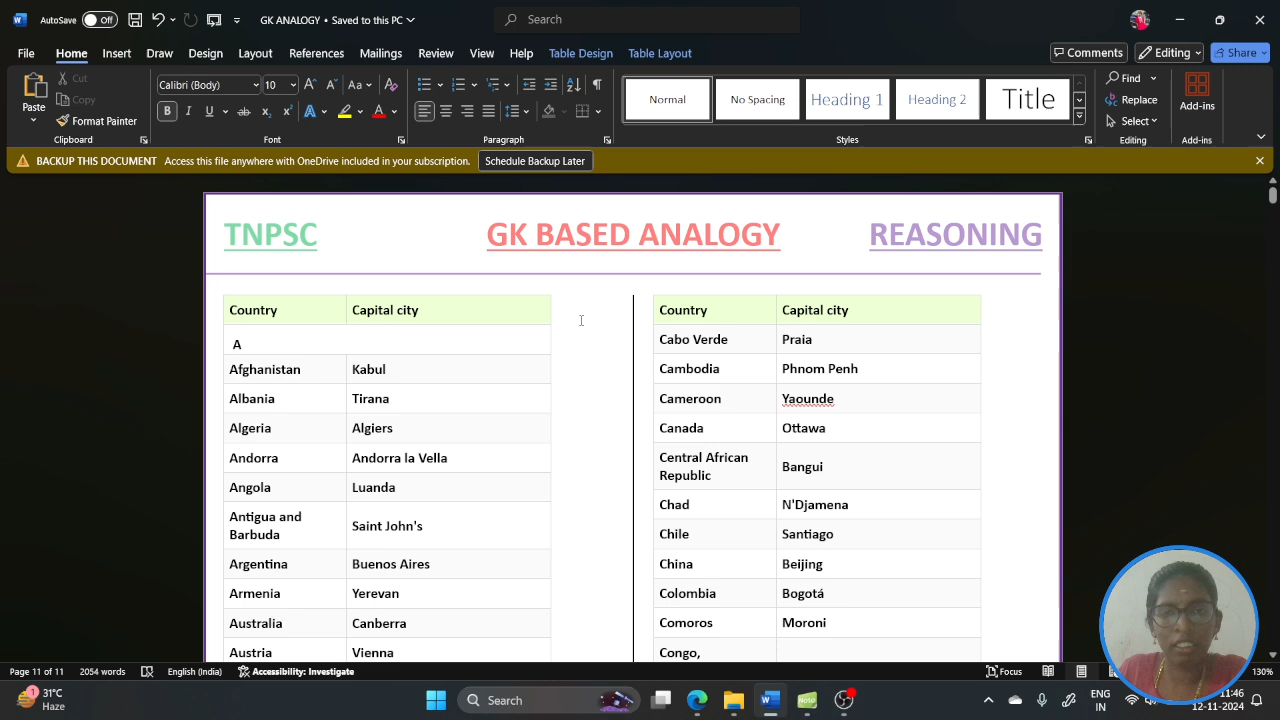 AutoSave Off GK ANALOGY • Saved to this PC Search
File Home Insert Draw Design Layout References Mailings Review View Help Table Design Table Layout Comments Editing Share
Paste Cut
Copy
Format Painter
Clipboard
Calibri (Body) 10
Font
Paragraph
Normal No Spacing Heading 1 Heading 2 Title
Styles
Find
Replace
Select
Editing
Add-ins
Add-ins
BACKUP THIS DOCUMENT Access this file anywhere with OneDrive included in your subscription. Schedule Backup Later
TNPSC GK BASED ANALOGY REASONING
Country Capital city
A
Afghanistan Kabul
Albania Tirana
Algeria Algiers
Andorra Andorra la Vella
Angola Luanda
Antigua and
Barbuda Saint John's
Argentina Buenos Aires
Armenia Yerevan
Australia Canberra
Austria Vienna
Country Capital city
Cabo Verde Praia
Cambodia Phnom Penh
Cameroon Yaounde
Canada Ottawa
Central African
Republic Bangui
Chad N'Djamena
Chile Santiago
China Beijing
Colombia Bogotá
Comoros Moroni
Congo,
Page 11 of 11 2054 words English (India) Accessibility: Investigate Focus 130%
31°C
Haze
Search
ENG
IN
11:46
12-11-2024